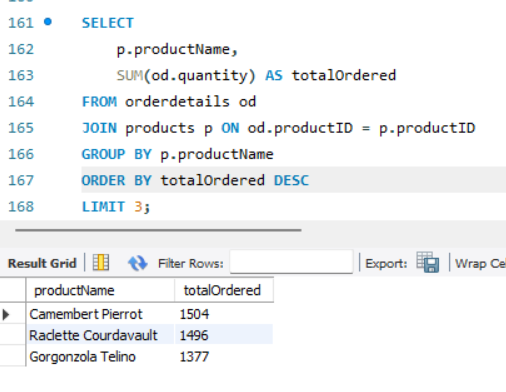 161 SELECT
162 p.productName,
163 SUM(od.quantity) AS totalOrdered
164 FROM orderdetails od
165 JOIN products p ON od.productID = p.productID
166 GROUP BY p.productName
167 ORDER BY totalOrdered DESC
168 LIMIT 3;
Result Grid Filter Rows: Export: Wrap Ce
productName totalOrdered
Camembert Pierrot 1504
Raclette Courdavault 1496
Gorgonzola Telino 1377